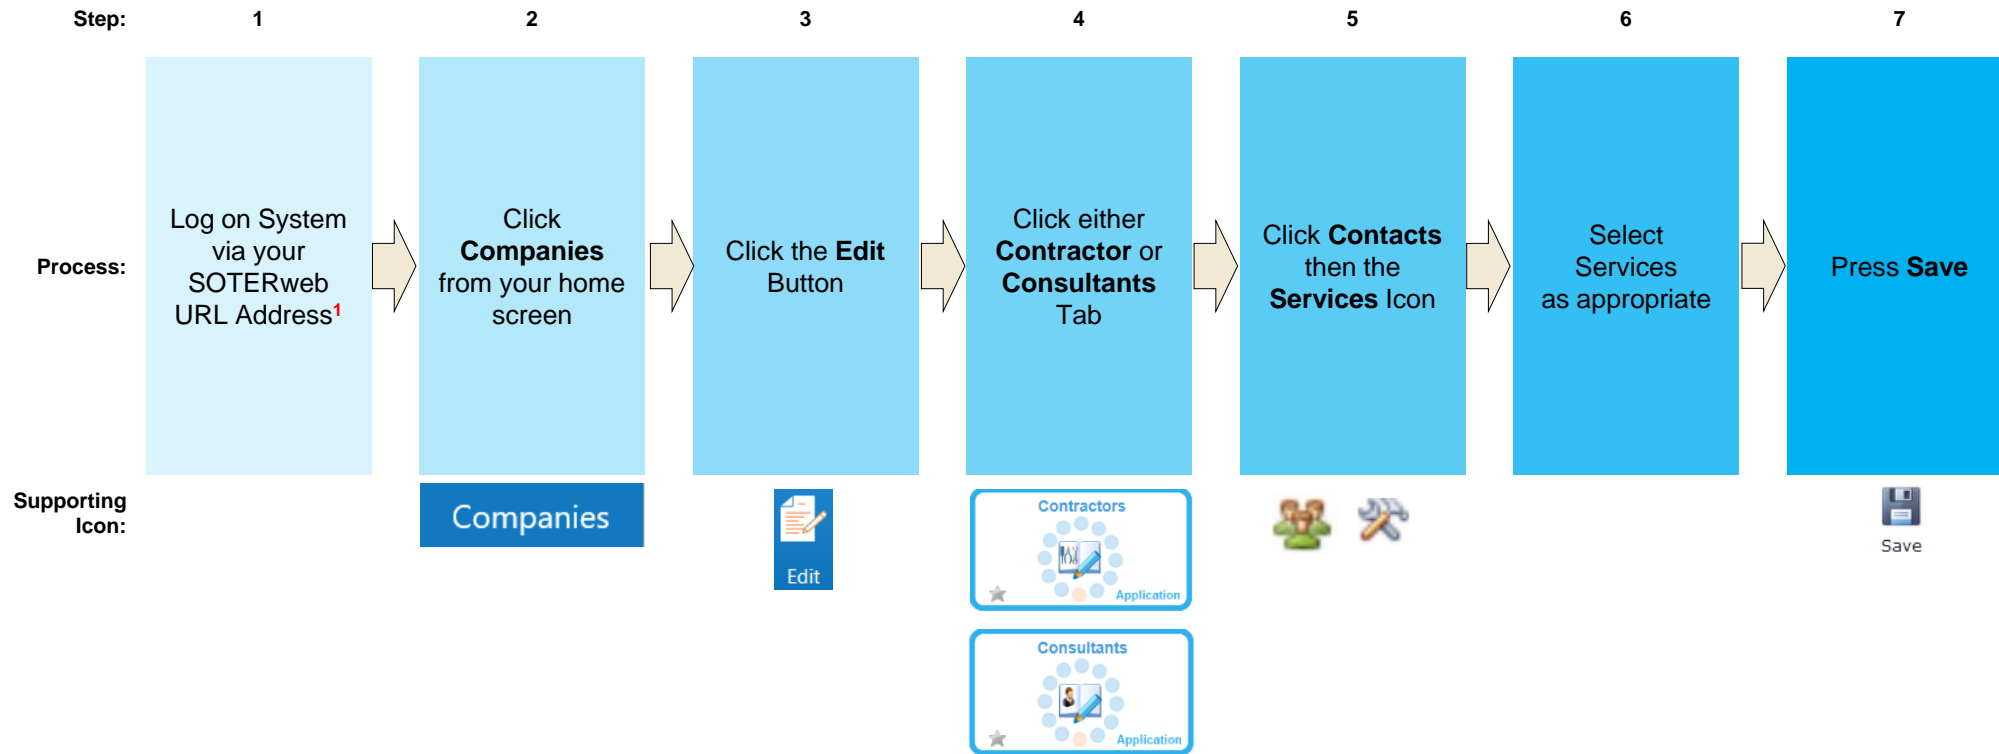 Step: 1 2 3 4 5 6 7
Process:
Log on System
via your
SOTERweb
URL Address1
Click
Companies
from your home
screen
Click the Edit
Button
Click either
Contractor or
Consultants
Tab
Click Contacts
then the
Services Icon
Select
Services
as appropriate
Press Save
Supporting
Icon:
Companies
Edit
Contractors
Application
Consultants
Application
Save